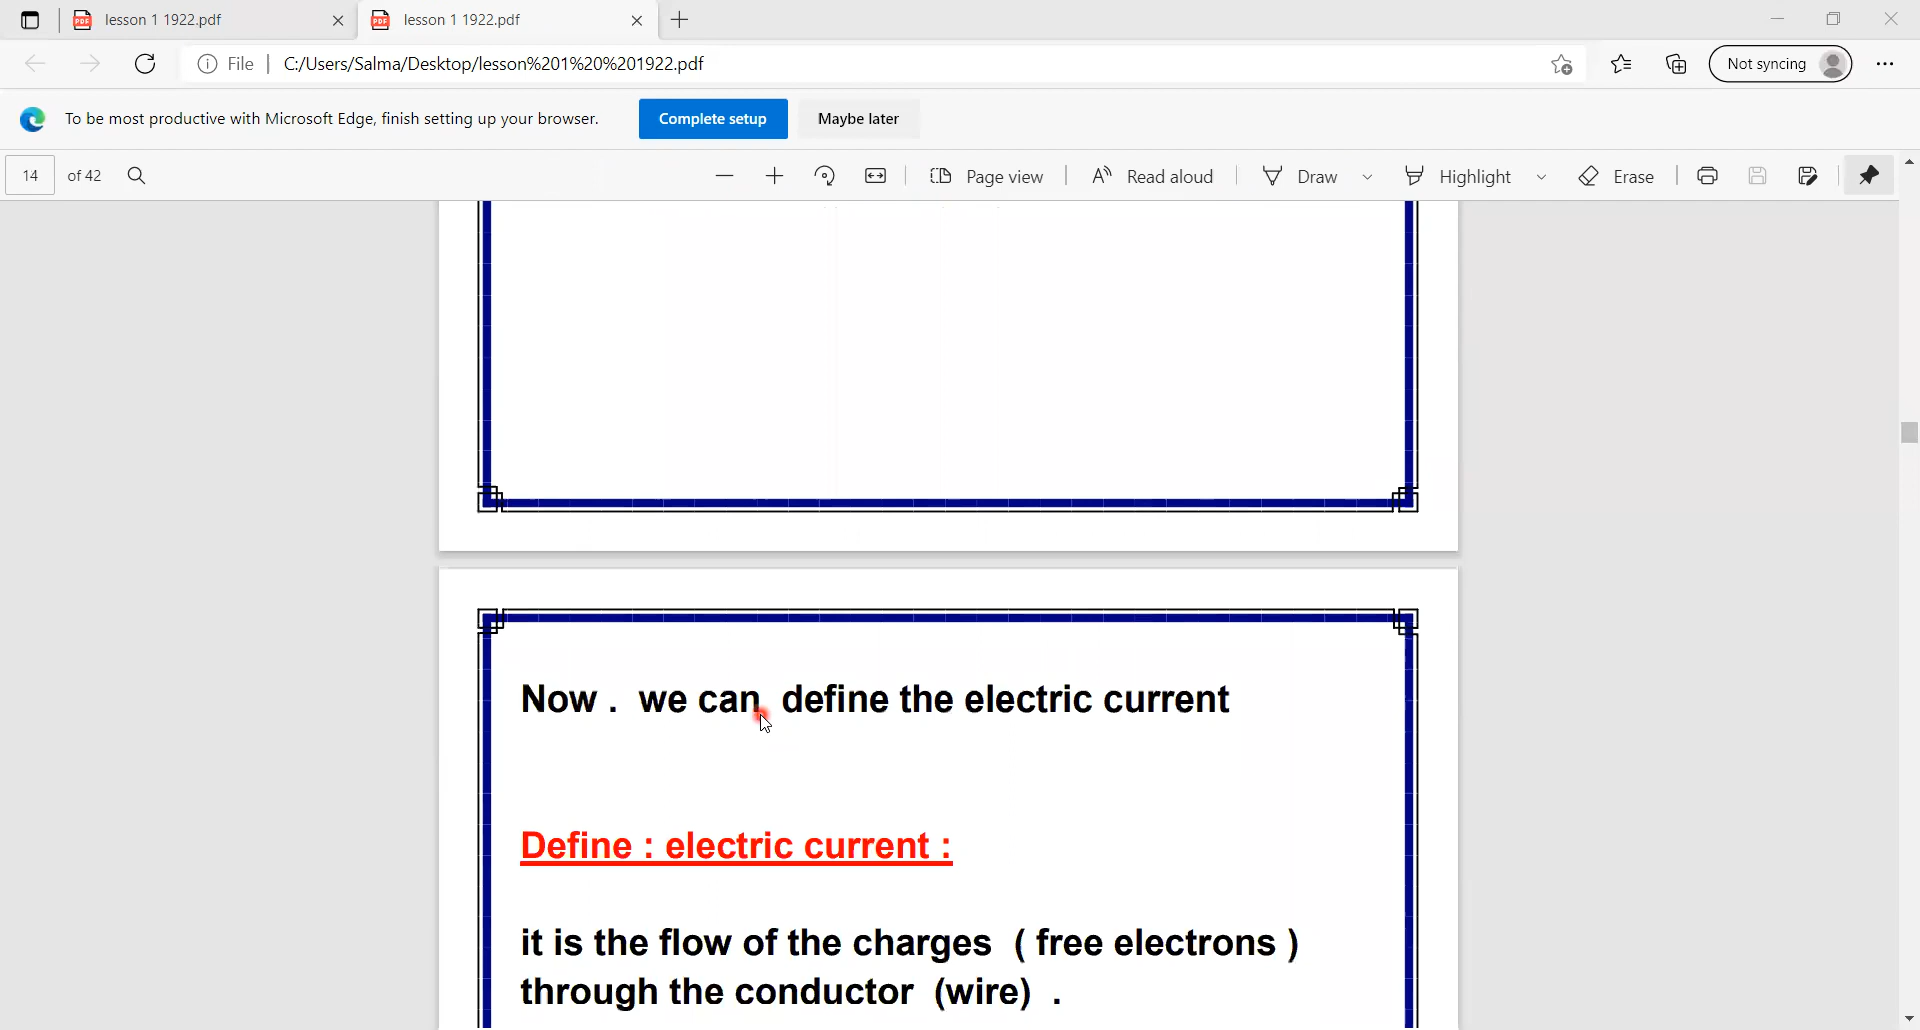 lesson 1 1922.pdf
lesson 1 1922.pdf
File
C:/Users/Salma/Desktop/lesson%201%20%201922.pdf
Not syncing
To be most productive with Microsoft Edge, finish setting up your browser.
Complete setup
Maybe later
14 of 42
Page view
Read aloud
Draw
Highlight
Erase
Now . we can define the electric current
Define : electric current :
it is the flow of the charges ( free electrons )
through the conductor (wire) .